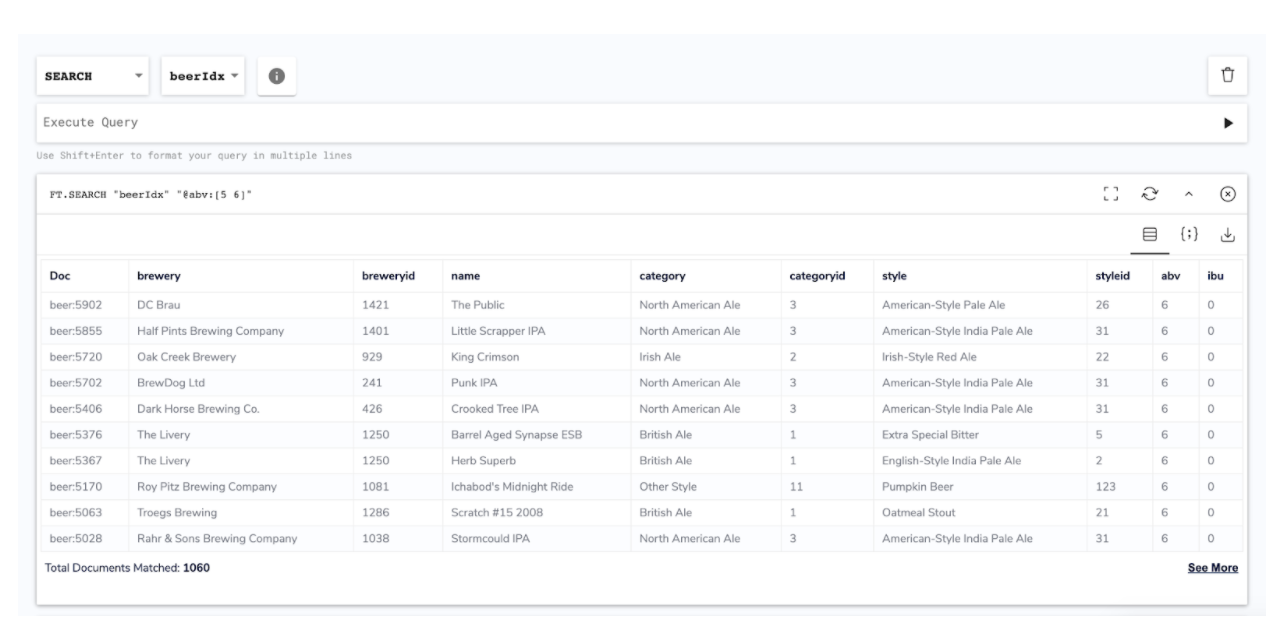 SEARCH beerIdx
Execute Query
Use Shift+Enter to format your query in multiple lines
FT.SEARCH "beerIdx" "@abv:[5 6]"
Doc brewery breweryid name category categoryid style styleid abv ibu
beer:5902 DC Brau 1421 The Public North American Ale 3 American-Style Pale Ale 26 6 0
beer:5855 Half Pints Brewing Company 1401 Little Scrapper IPA North American Ale 3 American-Style India Pale Ale 31 6 0
beer:5720 Oak Creek Brewery 929 King Crimson Irish Ale 2 Irish-Style Red Ale 22 6 0
beer:5702 BrewDog Ltd 241 Punk IPA North American Ale 3 American-Style India Pale Ale 31 6 0
beer:5406 Dark Horse Brewing Co. 426 Crooked Tree IPA North American Ale 3 American-Style India Pale Ale 31 6 0
beer:5376 The Livery 1250 Barrel Aged Synapse ESB British Ale 1 Extra Special Bitter 5 6 0
beer:5367 The Livery 1250 Herb Superb British Ale 1 English-Style India Pale Ale 2 6 0
beer:5170 Roy Pitz Brewing Company 1081 Ichabod's Midnight Ride Other Style 11 Pumpkin Beer 123 6 0
beer:5063 Troegs Brewing 1286 Scratch #15 2008 British Ale 1 Oatmeal Stout 21 6 0
beer:5028 Rahr & Sons Brewing Company 1038 Stormcould IPA North American Ale 3 American-Style India Pale Ale 31 6 0
Total Documents Matched: 1060 See More